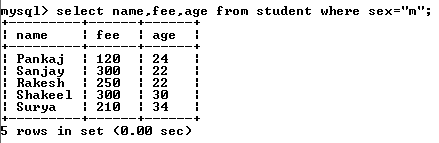 mysql> select name,fee,age from student where sex="m";
+---------+------+------+
| name    | fee  | age  |
+---------+------+------+
| Pankaj  | 120  | 24   |
| Sanjay  | 300  | 22   |
| Rakesh  | 250  | 22   |
| Shakeel | 300  | 30   |
| Surya   | 210  | 34   |
+---------+------+------+
5 rows in set (0.00 sec)